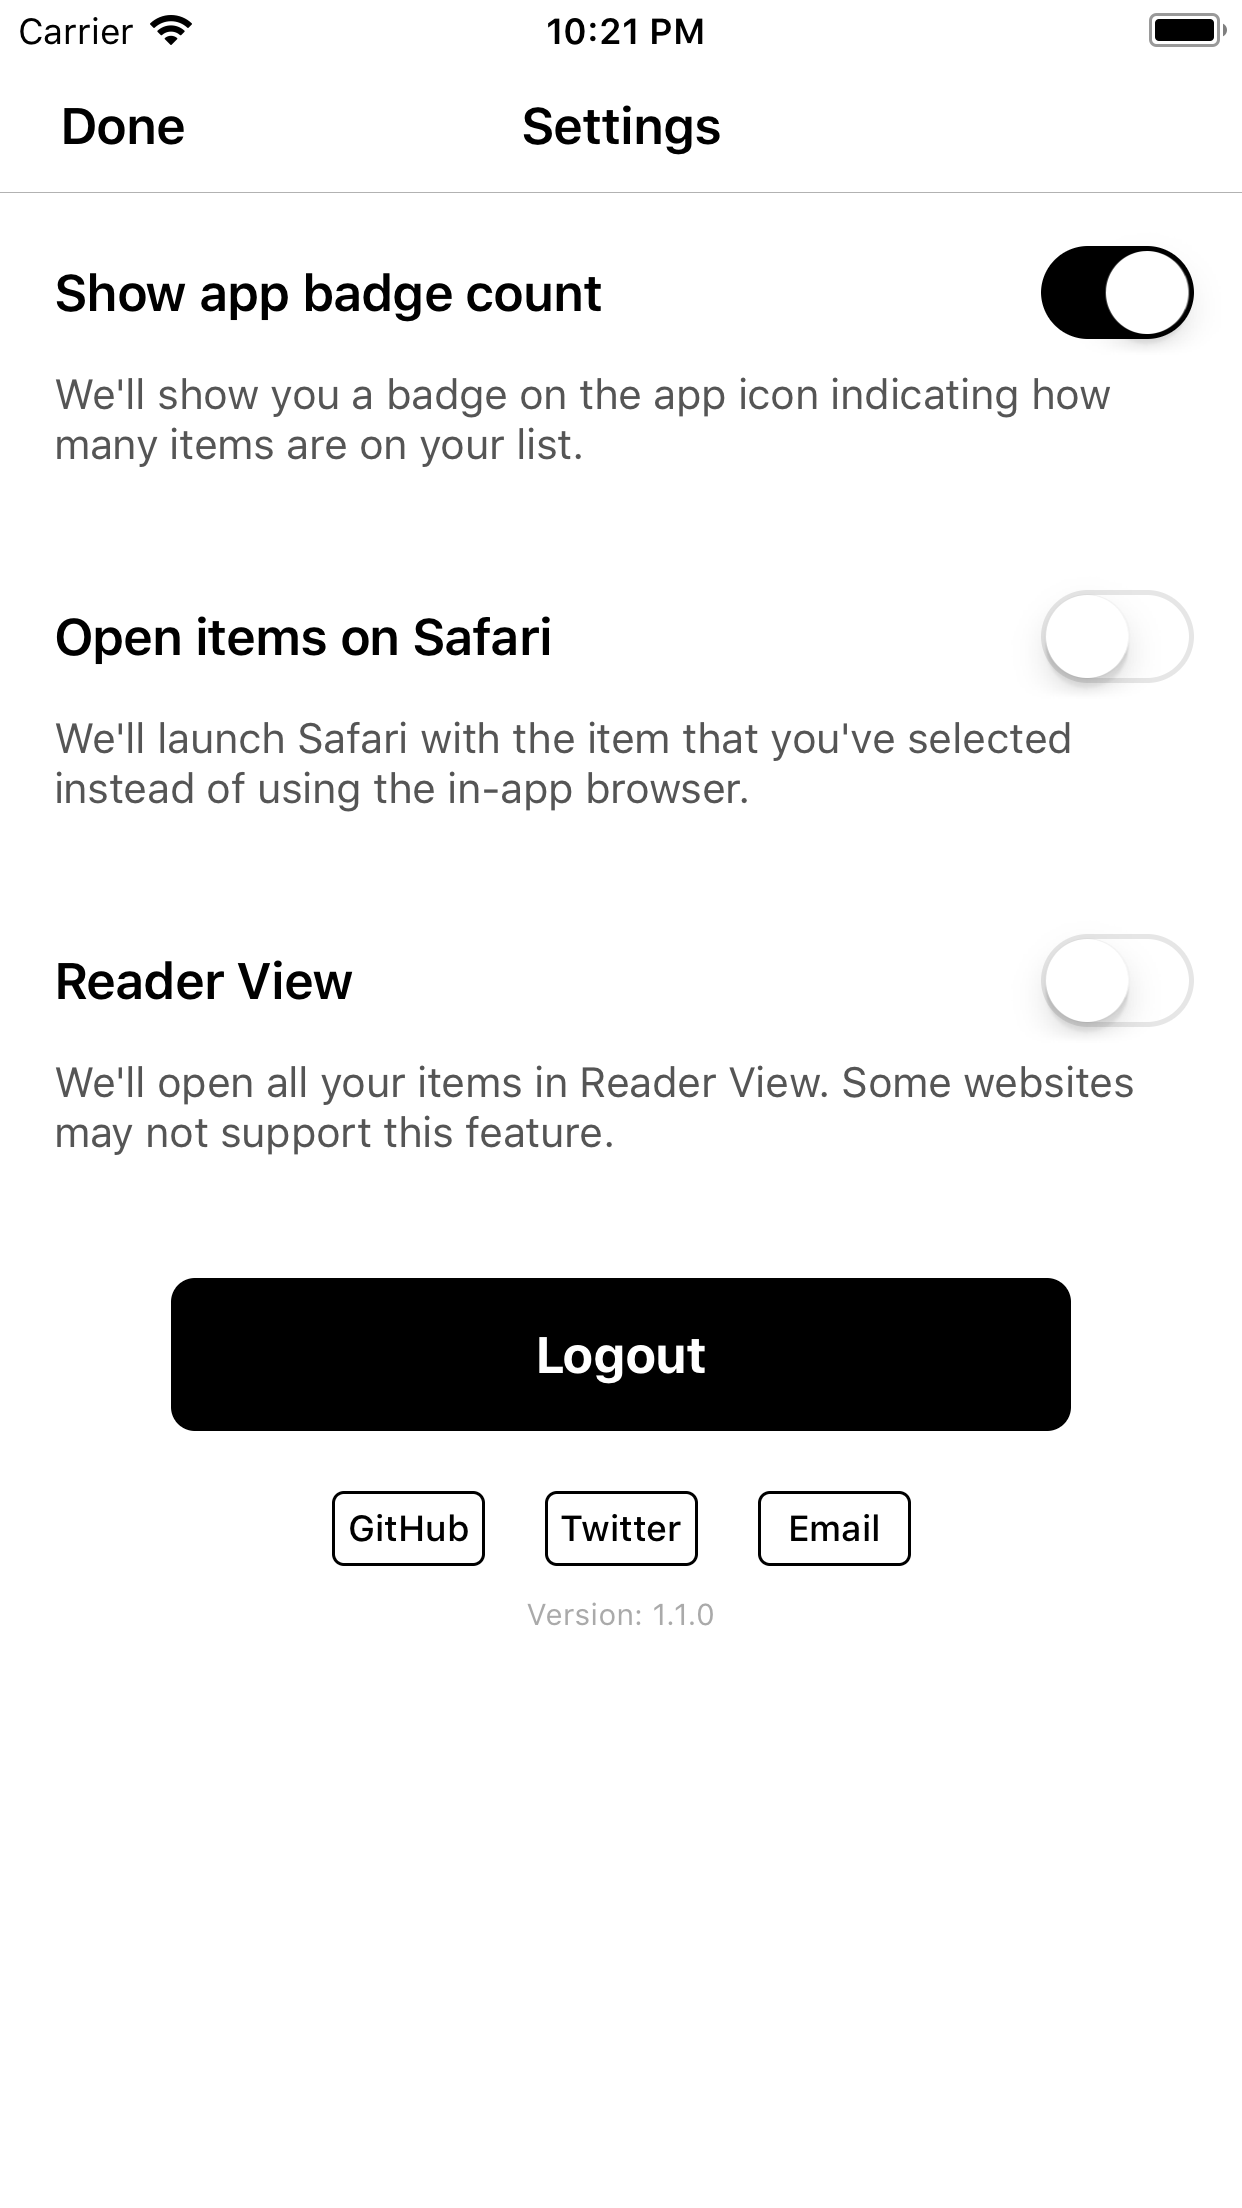 Carrier 10:21 PM
Done Settings
Show app badge count
We'll show you a badge on the app icon indicating how
many items are on your list.
Open items on Safari
We'll launch Safari with the item that you've selected
instead of using the in-app browser.
Reader View
We'll open all your items in Reader View. Some websites
may not support this feature.
Logout
GitHub Twitter Email
Version: 1.1.0